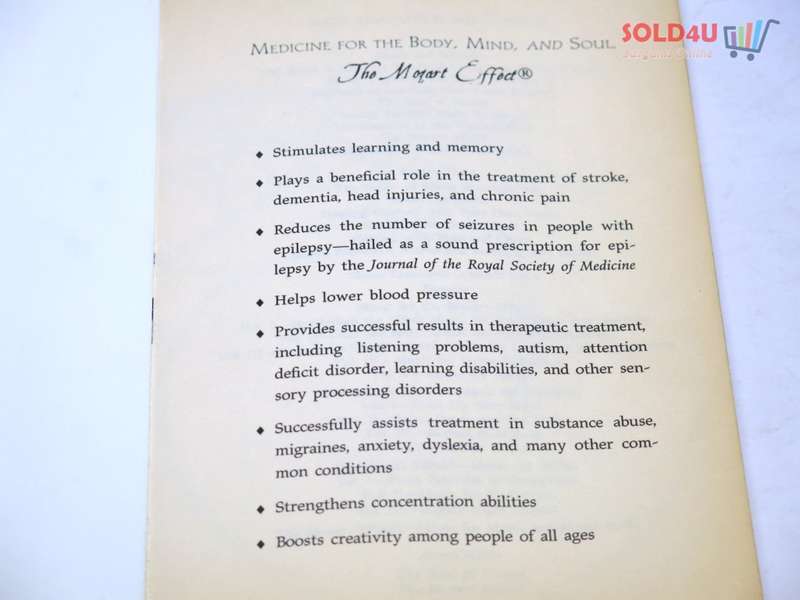 SOLD4U
Bargains Online
MEDICINE FOR THE BODY, MIND, AND SOUL
The Mozart Effect®
◆ Stimulates learning and memory
◆ Plays a beneficial role in the treatment of stroke,
dementia, head injuries, and chronic pain
◆ Reduces the number of seizures in people with
epilepsy—hailed as a sound prescription for epi-
lepsy by the Journal of the Royal Society of Medicine
◆ Helps lower blood pressure
◆ Provides successful results in therapeutic treatment,
including listening problems, autism, attention
deficit disorder, learning disabilities, and other sen-
sory processing disorders
◆ Successfully assists treatment in substance abuse,
migraines, anxiety, dyslexia, and many other com-
mon conditions
◆ Strengthens concentration abilities
◆ Boosts creativity among people of all ages